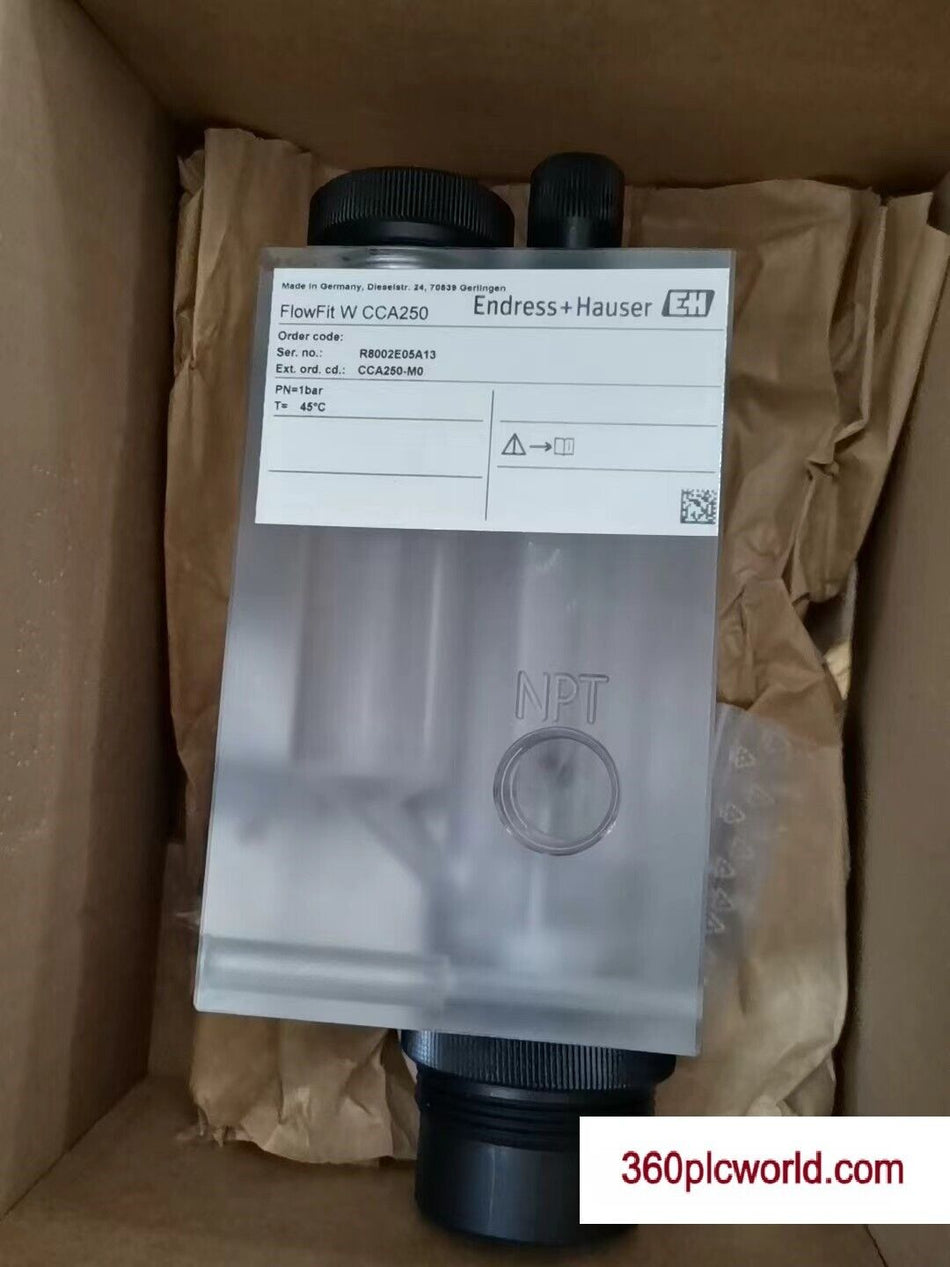 Made in Germany, Dieselstr. 24, 70839 Gerlingen
FlowFit W CCA250
Endress+Hauser EH
Order code:
Ser. no.: R8002E05A13
Ext. ord. cd.: CCA250-M0
PN=1bar
T= 45°C
NPT
360plcworld.com